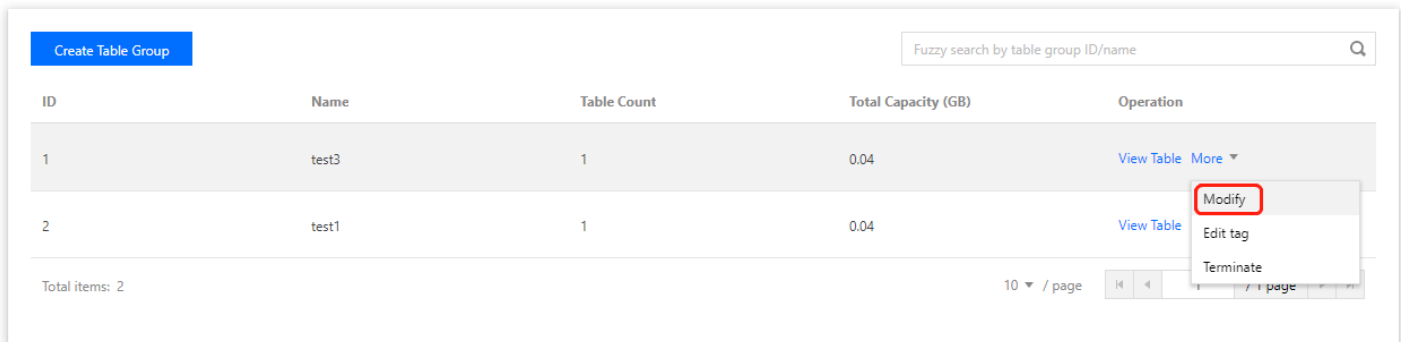 Create Table Group
Fuzzy search by table group ID/name
ID Name Table Count Total Capacity (GB) Operation
1 test3 1 0.04 View Table More
Modify
2 test1 1 0.04 View Table
Edit tag
Terminate
Total items: 2 10 / page 1 / 1 page